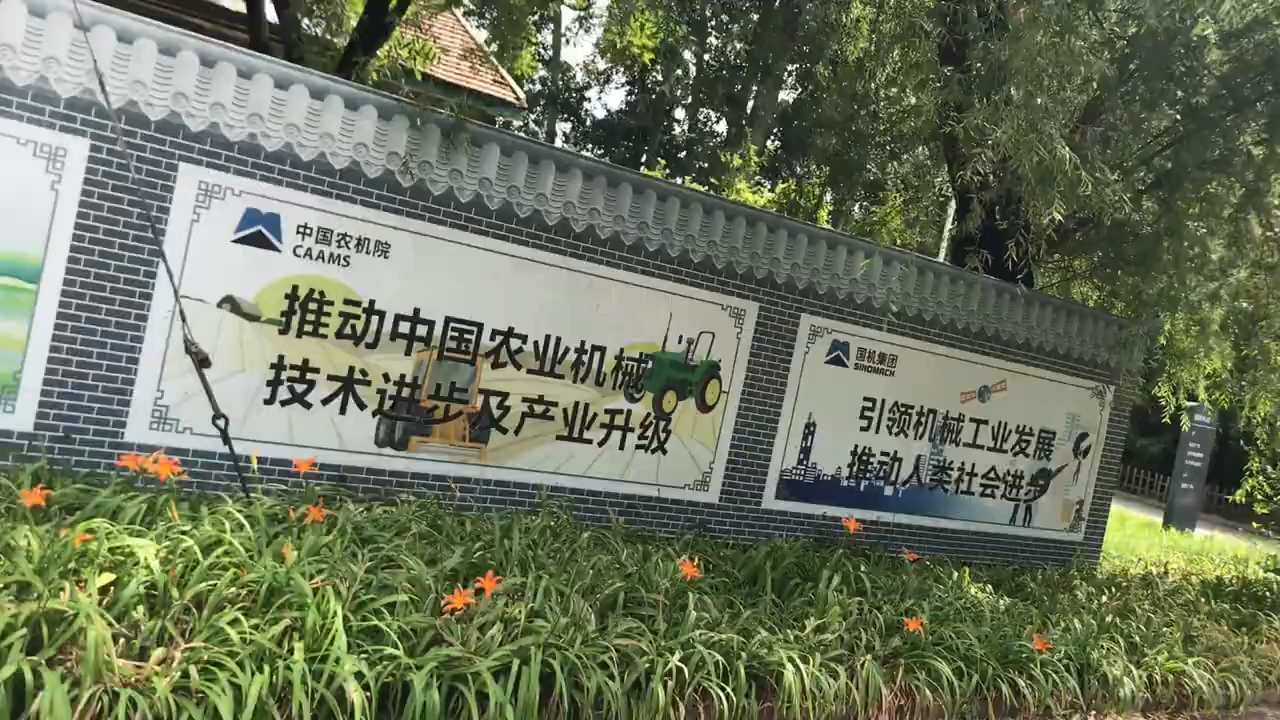 中国农机院
CAAMS
推动中国农业机械
技术进步及产业升级
国机集团
SINOMACH
引领机械工业发展
推动人类社会进步